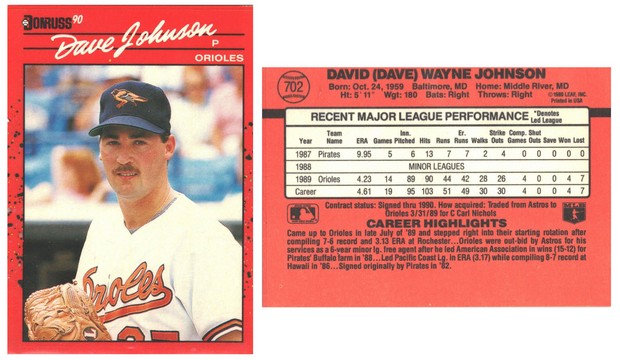 DONRUSS '90
Dave Johnson
P
ORIOLES
Orioles
702
DAVID (DAVE) WAYNE JOHNSON
Born: Oct. 24, 1959 Baltimore, MD Home: Middle River, MD
Ht: 5' 11" Wgt: 180 Bats: Right Throws: Right
© 1989 LEAF, INC.
Printed in USA
RECENT MAJOR LEAGUE PERFORMANCE *Denotes Led League
Year Team Name ERA Games Inn. Pitched Hits Runs Er. Runs Walks Strike Outs Comp. Games Shut Outs Save Won Lost
1987 Pirates 9.95 5 6 13 7 7 2 4 0 0 0 0 0
1988 MINOR LEAGUES
1989 Orioles 4.23 14 89 90 44 42 28 26 4 0 0 4 7
Career 4.61 19 95 103 51 49 30 30 4 0 0 4 7
Contract status: Signed thru 1990. How acquired: Traded from Astros to
Orioles 3/31/89 for C Carl Nichols
MLB
CAREER HIGHLIGHTS
Came up to Orioles in late July of '89 and stepped right into their starting rotation after
compiling 7-6 record and 3.13 ERA at Rochester...Orioles were out-bid by Astros for his
services as a 6-year minor lg. free agent after he led American Association in wins (15-12) for
Pirates' Buffalo farm in '88...Led Pacific Coast Lg. in ERA (3.17) while compiling 8-7 record at
Hawaii in '86...Signed originally by Pirates in '82.